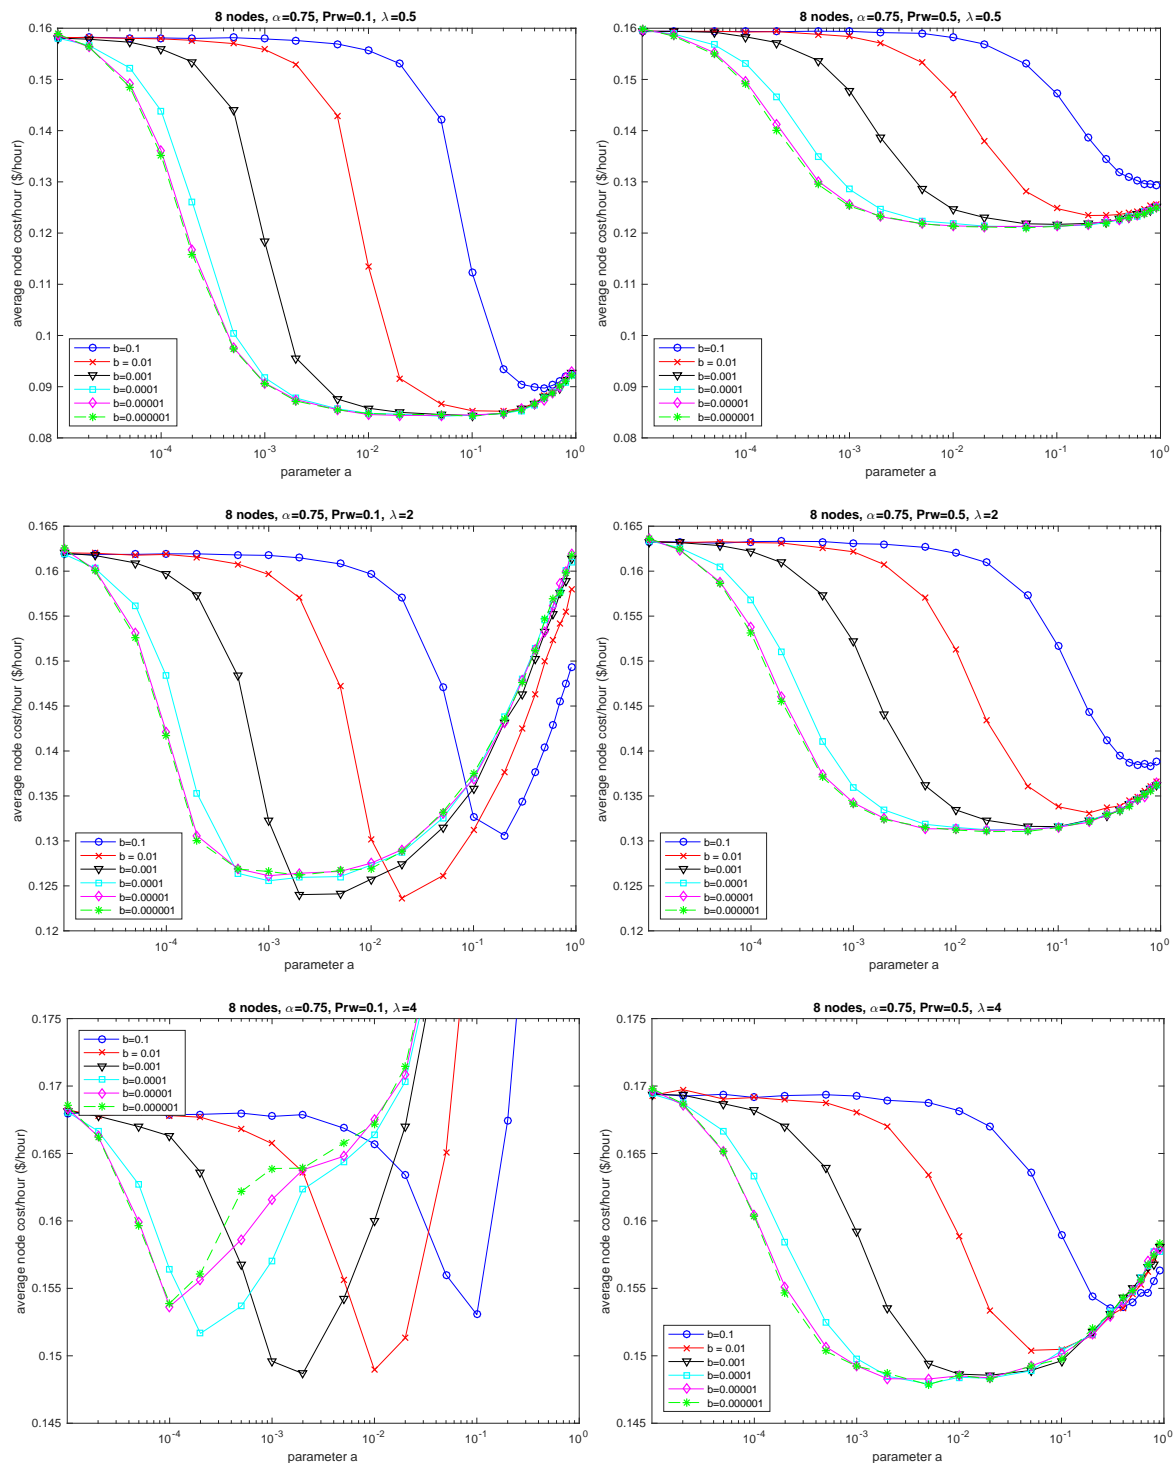 8 nodes, α=0.75, Prw=0.1, λ=0.5
average node cost/hour ($/hour)
0.16
0.15
0.14
0.13
0.12
0.11
0.1
0.09
0.08
b=0.1
b = 0.01
b=0.001
b=0.0001
b=0.00001
b=0.000001
10^-4 10^-3 10^-2 10^-1 10^0
parameter a
8 nodes, α=0.75, Prw=0.5, λ=0.5
average node cost/hour ($/hour)
0.16
0.15
0.14
0.13
0.12
0.11
0.1
0.09
0.08
b=0.1
b = 0.01
b=0.001
b=0.0001
b=0.00001
b=0.000001
10^-4 10^-3 10^-2 10^-1 10^0
parameter a
8 nodes, α=0.75, Prw=0.1, λ=2
average node cost/hour ($/hour)
0.165
0.16
0.155
0.15
0.145
0.14
0.135
0.13
0.125
0.12
b=0.1
b = 0.01
b=0.001
b=0.0001
b=0.00001
b=0.000001
10^-4 10^-3 10^-2 10^-1 10^0
parameter a
8 nodes, α=0.75, Prw=0.5, λ=2
average node cost/hour ($/hour)
0.165
0.16
0.155
0.15
0.145
0.14
0.135
0.13
0.125
0.12
b=0.1
b = 0.01
b=0.001
b=0.0001
b=0.00001
b=0.000001
10^-4 10^-3 10^-2 10^-1 10^0
parameter a
8 nodes, α=0.75, Prw=0.1, λ=4
average node cost/hour ($/hour)
0.175
0.17
0.165
0.16
0.155
0.15
0.145
b=0.1
b = 0.01
b=0.001
b=0.0001
b=0.00001
b=0.000001
10^-4 10^-3 10^-2 10^-1 10^0
parameter a
8 nodes, α=0.75, Prw=0.5, λ=4
average node cost/hour ($/hour)
0.175
0.17
0.165
0.16
0.155
0.15
0.145
b=0.1
b = 0.01
b=0.001
b=0.0001
b=0.00001
b=0.000001
10^-4 10^-3 10^-2 10^-1 10^0
parameter a